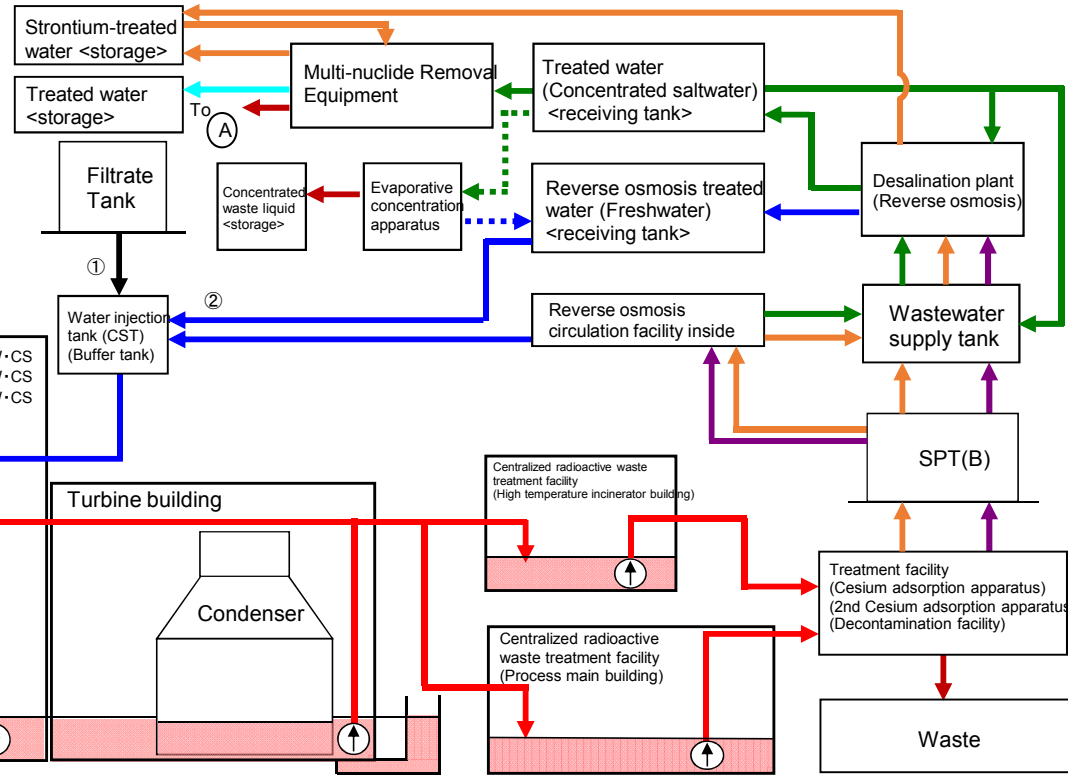 Strontium-treated
water <storage>
Treated water
<storage>
To
A
Multi-nuclide Removal
Equipment
Treated water
(Concentrated saltwater)
<receiving tank>
Filtrate
Tank
Concentrated
waste liquid
<storage>
Evaporative
concentration
apparatus
Reverse osmosis treated
water (Freshwater)
<receiving tank>
Desalination plant
(Reverse osmosis)
①
②
Water injection
tank (CST)
(Buffer tank)
Reverse osmosis
circulation facility inside
Wastewater
supply tank
・CS
・CS
・CS
SPT(B)
Turbine building
Condenser
Centralized radioactive waste
treatment facility
(High temperature incinerator building)
Centralized radioactive
waste treatment facility
(Process main building)
Treatment facility
(Cesium adsorption apparatus)
(2nd Cesium adsorption apparatus
(Decontamination facility)
Waste